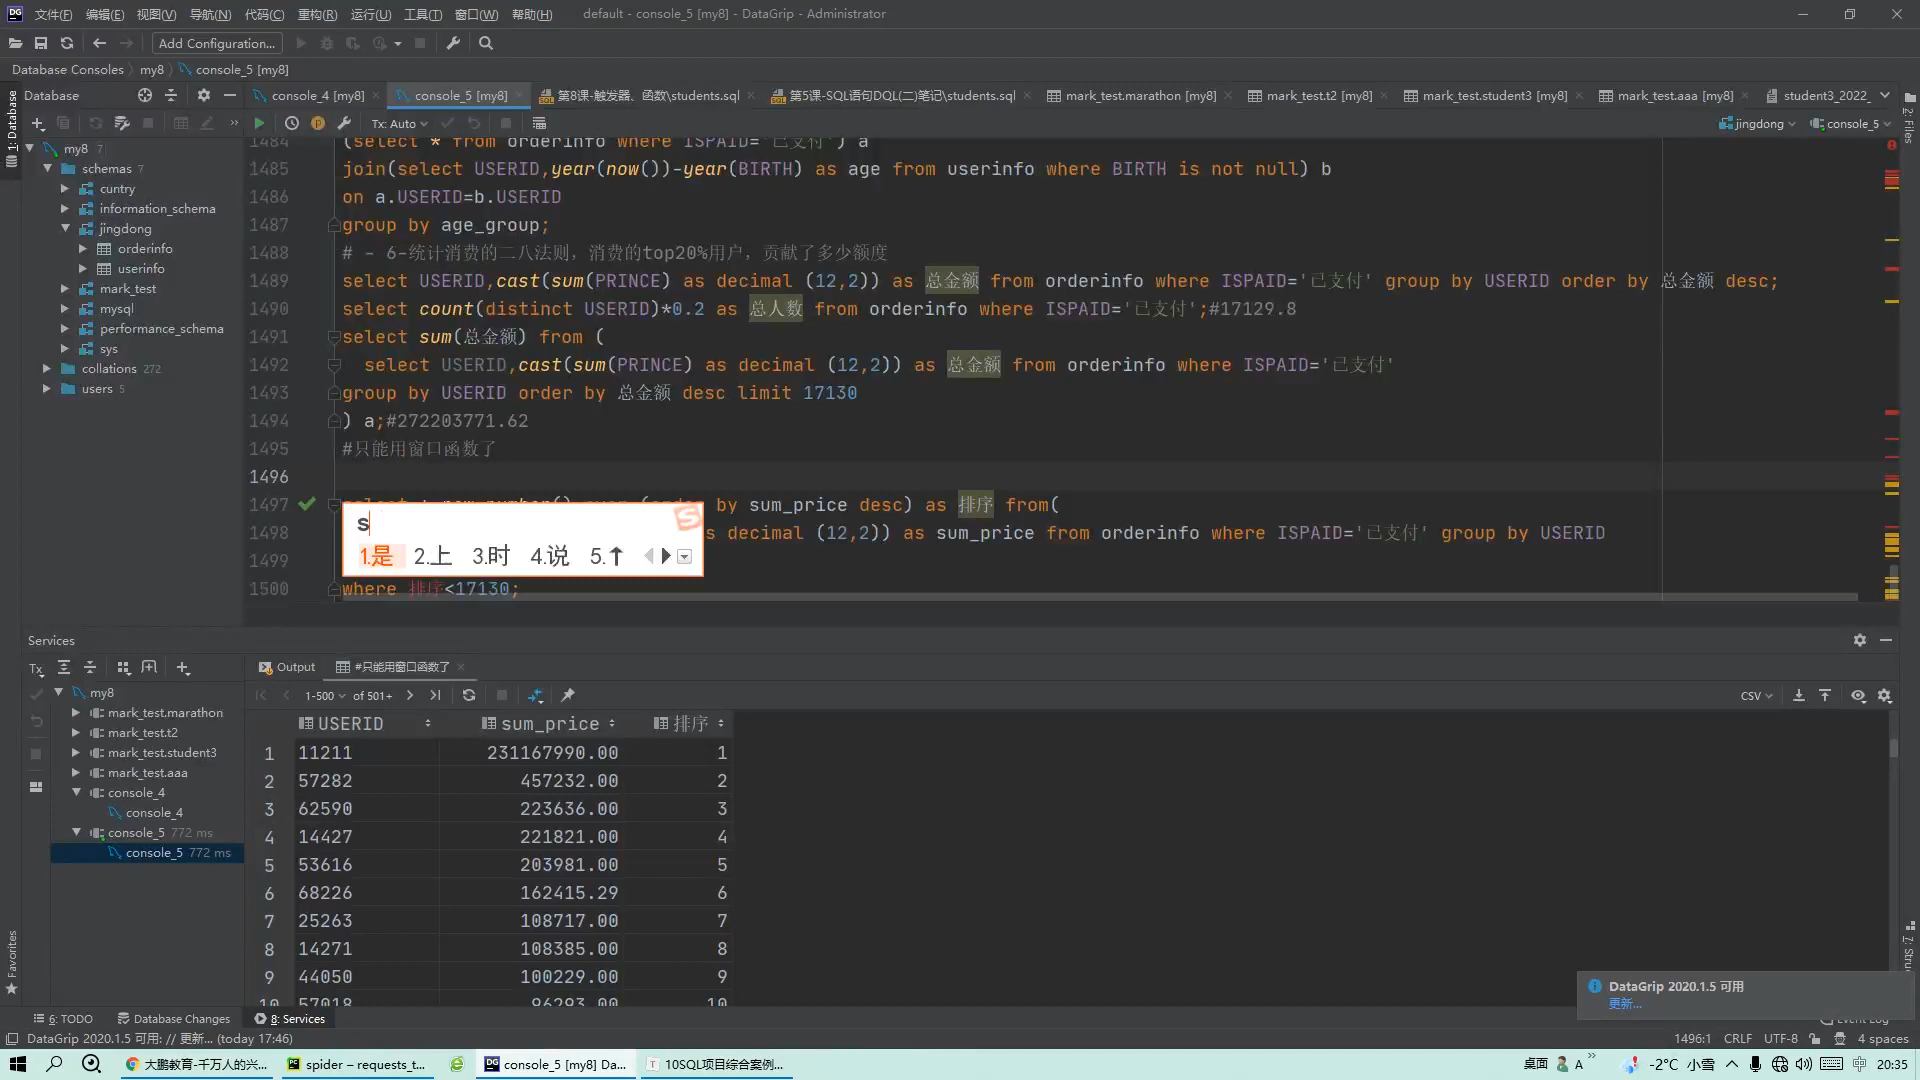 文件(F) 编辑(E) 视图(V) 导航(N) 代码(C) 重构(R) 运行(U) 工具(T) 窗口(W) 帮助(H) default - console_5 [my8] - DataGrip - Administrator
Add Configuration...
Database Consoles my8 console_5 [my8]
Database console_4 [my8] console_5 [my8] 第8课-触发器、函数\students.sql 第5课-SQL语句DQL(二)笔记\students.sql mark_test.marathon [my8] mark_test.t2 [my8] mark_test.student3 [my8] mark_test.aaa [my8] student3_2022_
Tx: Auto jingdong console_5
1: Database
2: Files
my8 7
schemas 7
cuntry
information_schema
jingdong
orderinfo
userinfo
mark_test
mysql
performance_schema
sys
collations 272
users 5
1484 (select * from orderinfo where ISPAID='已支付') a
1485 join(select USERID,year(now())-year(BIRTH) as age from userinfo where BIRTH is not null) b
1486 on a.USERID=b.USERID
1487 group by age_group;
1488 # - 6-统计消费的二八法则，消费的top20%用户，贡献了多少额度
1489 select USERID,cast(sum(PRINCE) as decimal (12,2)) as 总金额 from orderinfo where ISPAID='已支付' group by USERID order by 总金额 desc;
1490 select count(distinct USERID)*0.2 as 总人数 from orderinfo where ISPAID='已支付';#17129.8
1491 select sum(总金额) from (
1492 select USERID,cast(sum(PRINCE) as decimal (12,2)) as 总金额 from orderinfo where ISPAID='已支付'
1493 group by USERID order by 总金额 desc limit 17130
1494 ) a;#272203771.62
1495 #只能用窗口函数了
1496
1497 by sum_price desc) as 排序 from(
1498 s decimal (12,2)) as sum_price from orderinfo where ISPAID='已支付' group by USERID
1499
1500 where 排序<17130;
s
1.是 2.上 3.时 4.说 5.↑
Services
Tx Output #只能用窗口函数了
1-500 of 501+ CSV
my8
mark_test.marathon
mark_test.t2
mark_test.student3
mark_test.aaa
console_4
console_4
console_5 772 ms
console_5 772 ms
USERID sum_price 排序
1 11211 231167990.00 1
2 57282 457232.00 2
3 62590 223636.00 3
4 14427 221821.00 4
5 53616 203981.00 5
6 68226 162415.29 6
7 25263 108717.00 7
8 14271 108385.00 8
9 44050 100229.00 9
10 57018 96293.00 10
Favorites
DataGrip 2020.1.5 可用
更新...
6: TODO Database Changes 8: Services Event Log
DataGrip 2020.1.5 可用: // 更新... (today 17:46) 1496:1 CRLF UTF-8 4 spaces
大鹏教育-千万人的兴... spider – requests_t... console_5 [my8] Da... 10SQL项目综合案例... 桌面 -2°C 小雪 中 20:35